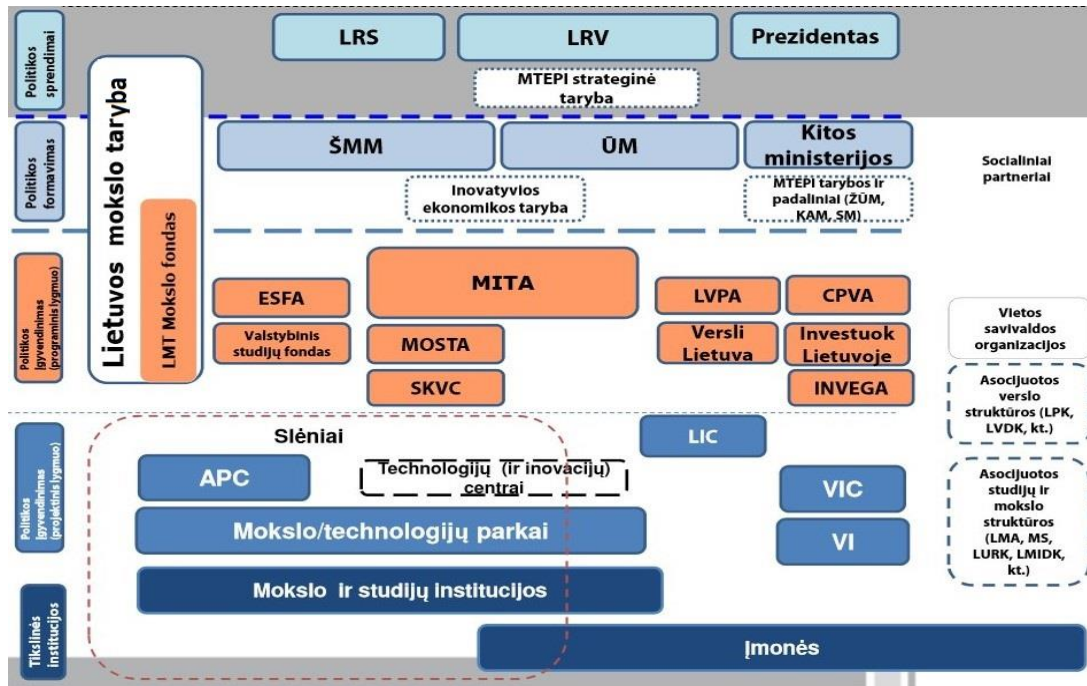 Politikos
sprendimai
LRS
LRV
Prezidentas
MTEPI strateginė
taryba
Lietuvos mokslo taryba
LMT Mokslo fondas
Politikos
formavimas
ŠMM
ŪM
Kitos
ministerijos
Inovatyvios
ekonomikos taryba
MTEPI tarybos ir
padaliniai (ŽŪM,
KAM, SM)
Socialiniai
partneriai
Politikos
įgyvendinimas
(programinis lygmuo)
ESFA
MITA
LVPA
CPVA
Valstybinis
studijų fondas
MOSTA
Versli
Lietuva
Investuok
Lietuvoje
SKVC
INVEGA
Vietos
savivaldos
organizacijos
Asocijuotos
verslo
struktūros (LPK,
LVDK, kt.)
Politikos
įgyvendinimas
(projektinis lygmuo)
Slėniai
LIC
APC
Technologijų (ir inovacijų)
centrai
VIC
Mokslo/technologijų parkai
VI
Asocijuotos
studijų ir
mokslo
struktūros
(LMA, MS,
LURK, LMIDK,
kt.)
Tikslinės
institucijos
Mokslo ir studijų institucijos
Įmonės